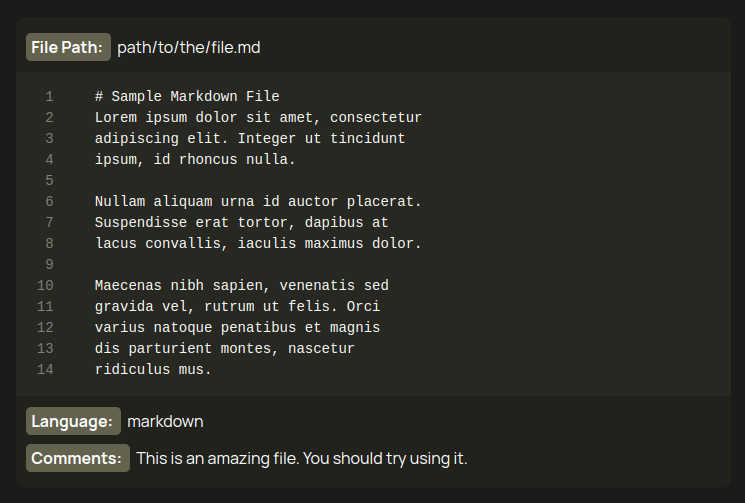 File Path: path/to/the/file.md
1 # Sample Markdown File
2 Lorem ipsum dolor sit amet, consectetur
3 adipiscing elit. Integer ut tincidunt
4 ipsum, id rhoncus nulla.
5
6 Nullam aliquam urna id auctor placerat.
7 Suspendisse erat tortor, dapibus at
8 lacus convallis, iaculis maximus dolor.
9
10 Maecenas nibh sapien, venenatis sed
11 gravida vel, rutrum ut felis. Orci
12 varius natoque penatibus et magnis
13 dis parturient montes, nascetur
14 ridiculus mus.
Language: markdown
Comments: This is an amazing file. You should try using it.